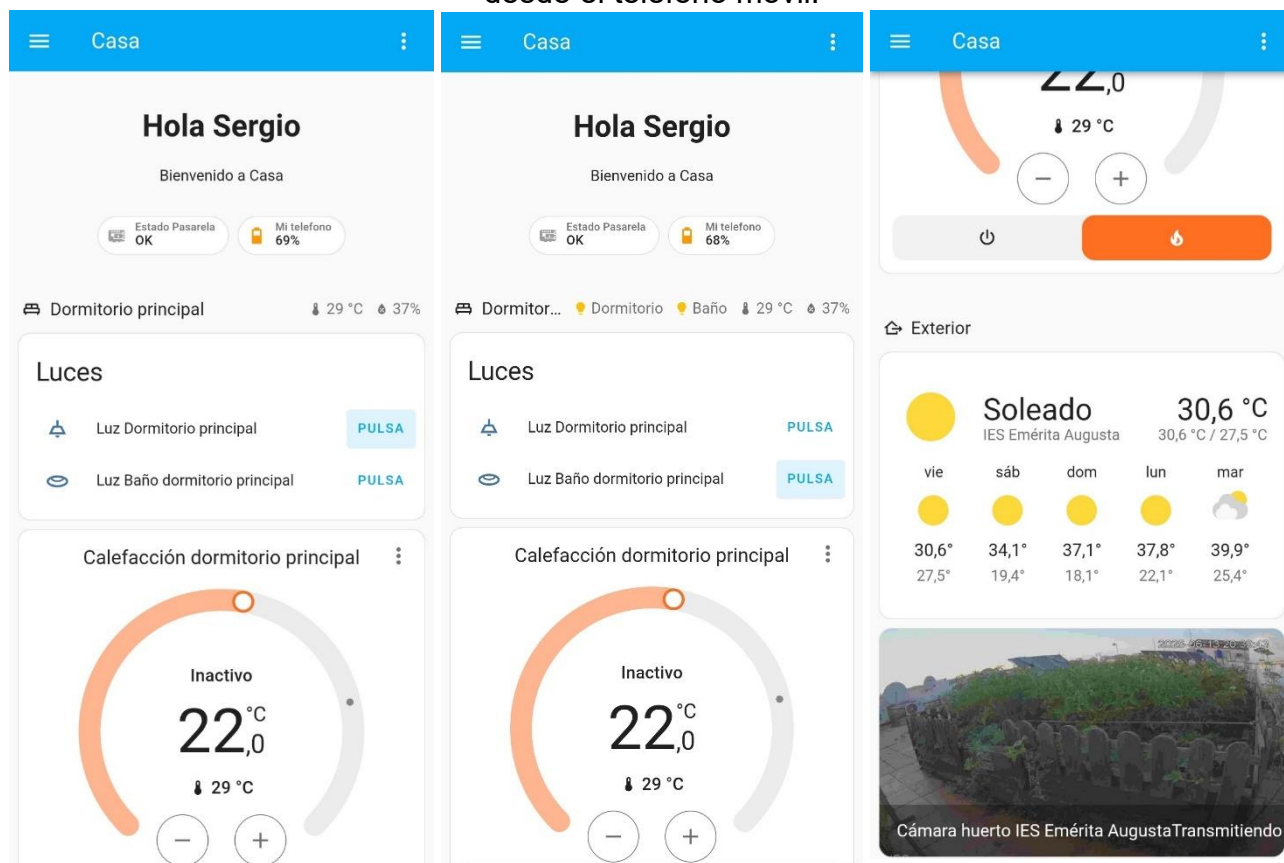 desde el teléfono móvil.
Casa
Hola Sergio
Bienvenido a Casa
Estado Pasarela
OK
Mi telefono
69%
Dormitorio principal 29 °C 37%
Luces
Luz Dormitorio principal PULSA
Luz Baño dormitorio principal PULSA
Calefacción dormitorio principal
Inactivo
22,0 °C
29 °C
Casa
Hola Sergio
Bienvenido a Casa
Estado Pasarela
OK
Mi telefono
68%
Dormitor... Dormitorio Baño 29 °C 37%
Luces
Luz Dormitorio principal PULSA
Luz Baño dormitorio principal PULSA
Calefacción dormitorio principal
Inactivo
22,0 °C
29 °C
Casa
22,0
29 °C
Exterior
Soleado 30,6 °C
IES Emérita Augusta 30,6 °C / 27,5 °C
vie sáb dom lun mar
30,6° 34,1° 37,1° 37,8° 39,9°
27,5° 19,4° 18,1° 22,1° 25,4°
Cámara huerto IES Emérita AugustaTransmitiendo